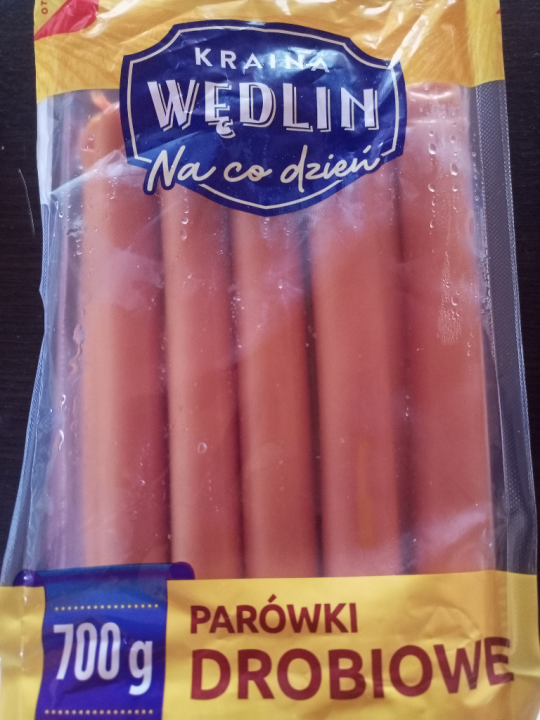 KRAINA
WĘDLIN
Na co dzień
700 g
PARÓWKI
DROBIOWE